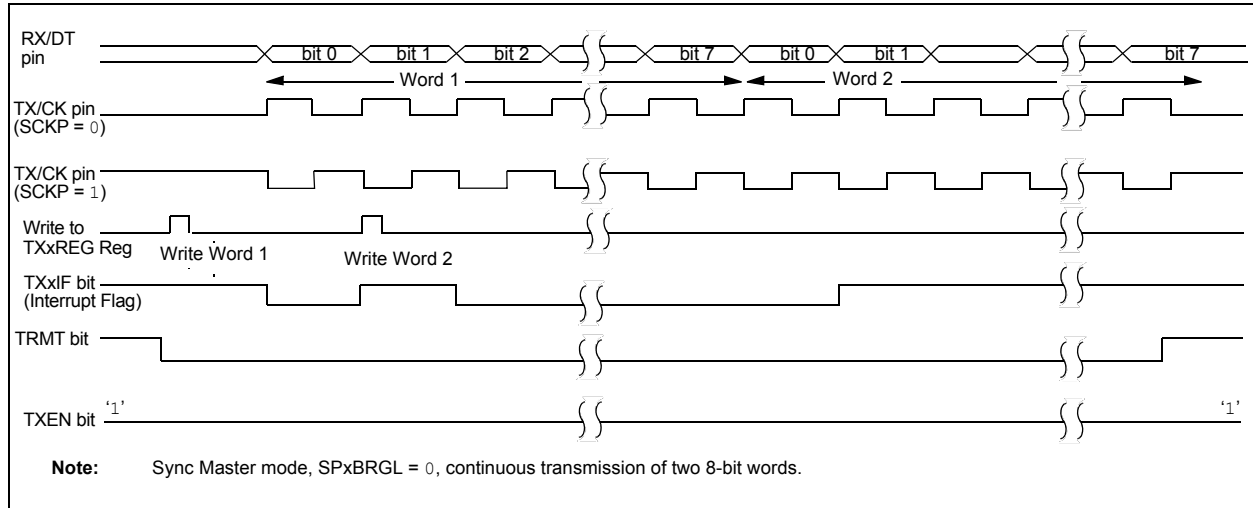 RX/DT
pin
bit 0 bit 1 bit 2 bit 7 bit 0 bit 1 bit 7
Word 1 Word 2
TX/CK pin
(SCKP = 0)
TX/CK pin
(SCKP = 1)
Write to
TXxREG Reg
Write Word 1 Write Word 2
TXxIF bit
(Interrupt Flag)
TRMT bit
‘1’ ‘1’
TXEN bit
Note: Sync Master mode, SPxBRGL = 0, continuous transmission of two 8-bit words.